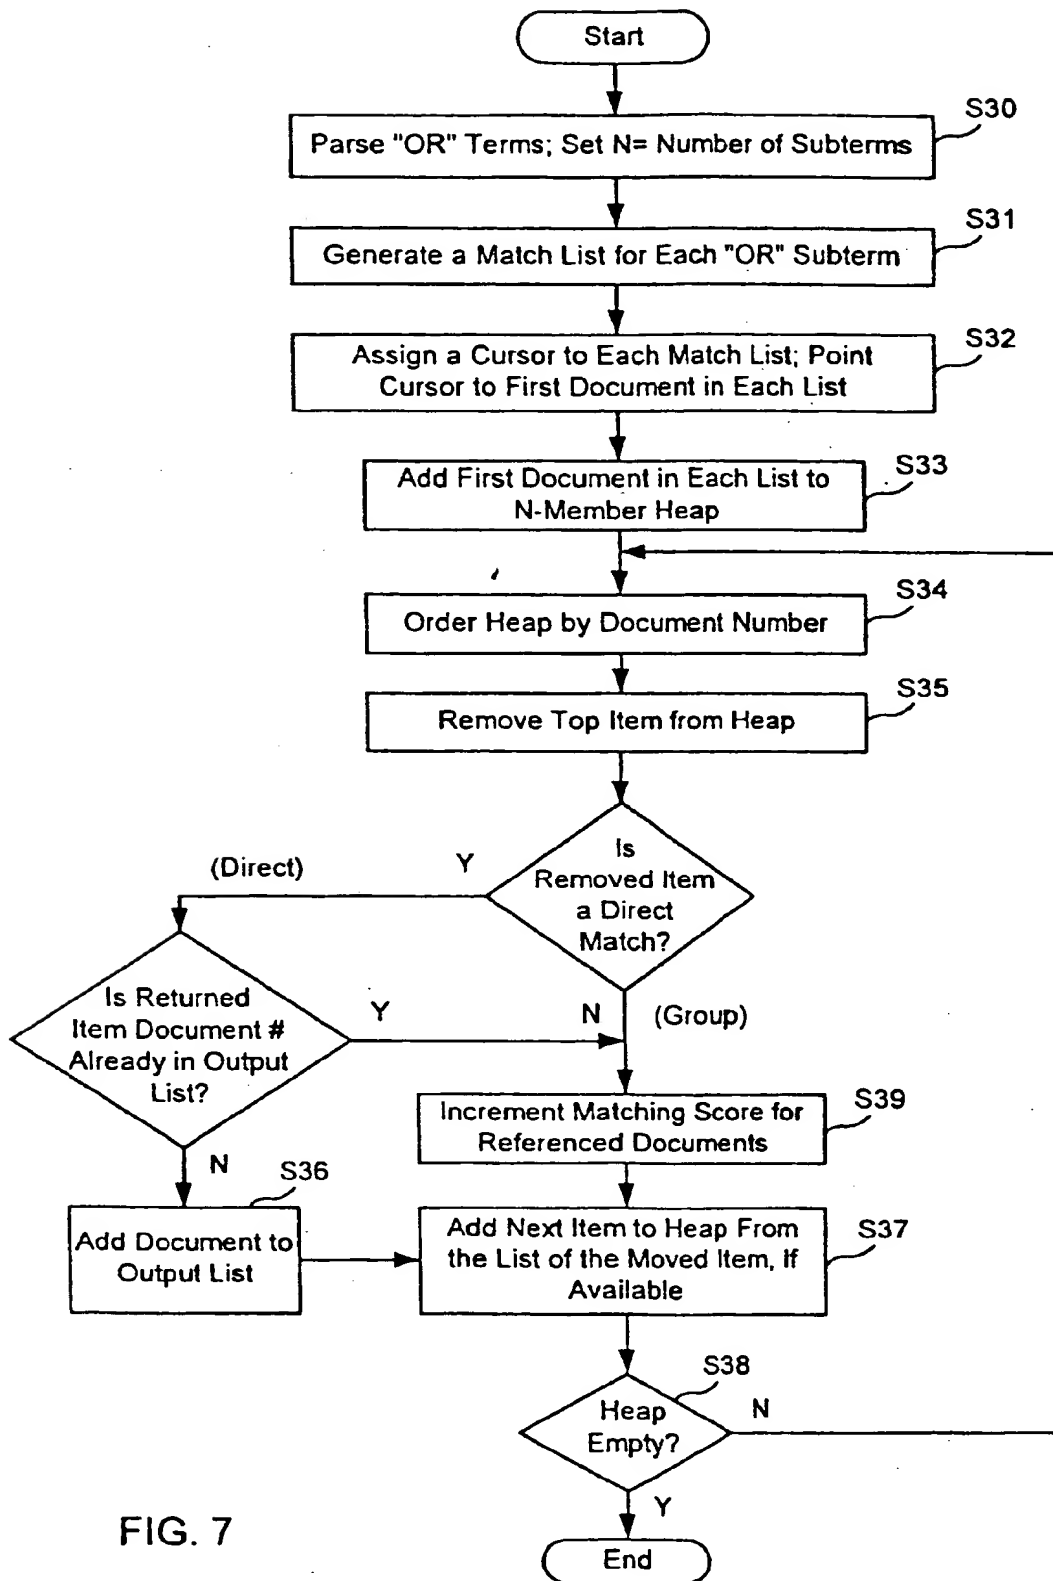 Start
S30
Parse "OR" Terms; Set N= Number of Subterms
S31
Generate a Match List for Each "OR" Subterm
S32
Assign a Cursor to Each Match List; Point
Cursor to First Document in Each List
S33
Add First Document in Each List to
N-Member Heap
S34
Order Heap by Document Number
S35
Remove Top Item from Heap
Is
Removed Item
a Direct
Match?
(Direct)
Y
Is Returned
Item Document #
Already in Output
List?
Y
N
(Group)
S39
Increment Matching Score for
Referenced Documents
N
S36
Add Document to
Output List
S37
Add Next Item to Heap From
the List of the Moved Item, If
Available
S38
Heap
Empty?
N
Y
FIG. 7
End